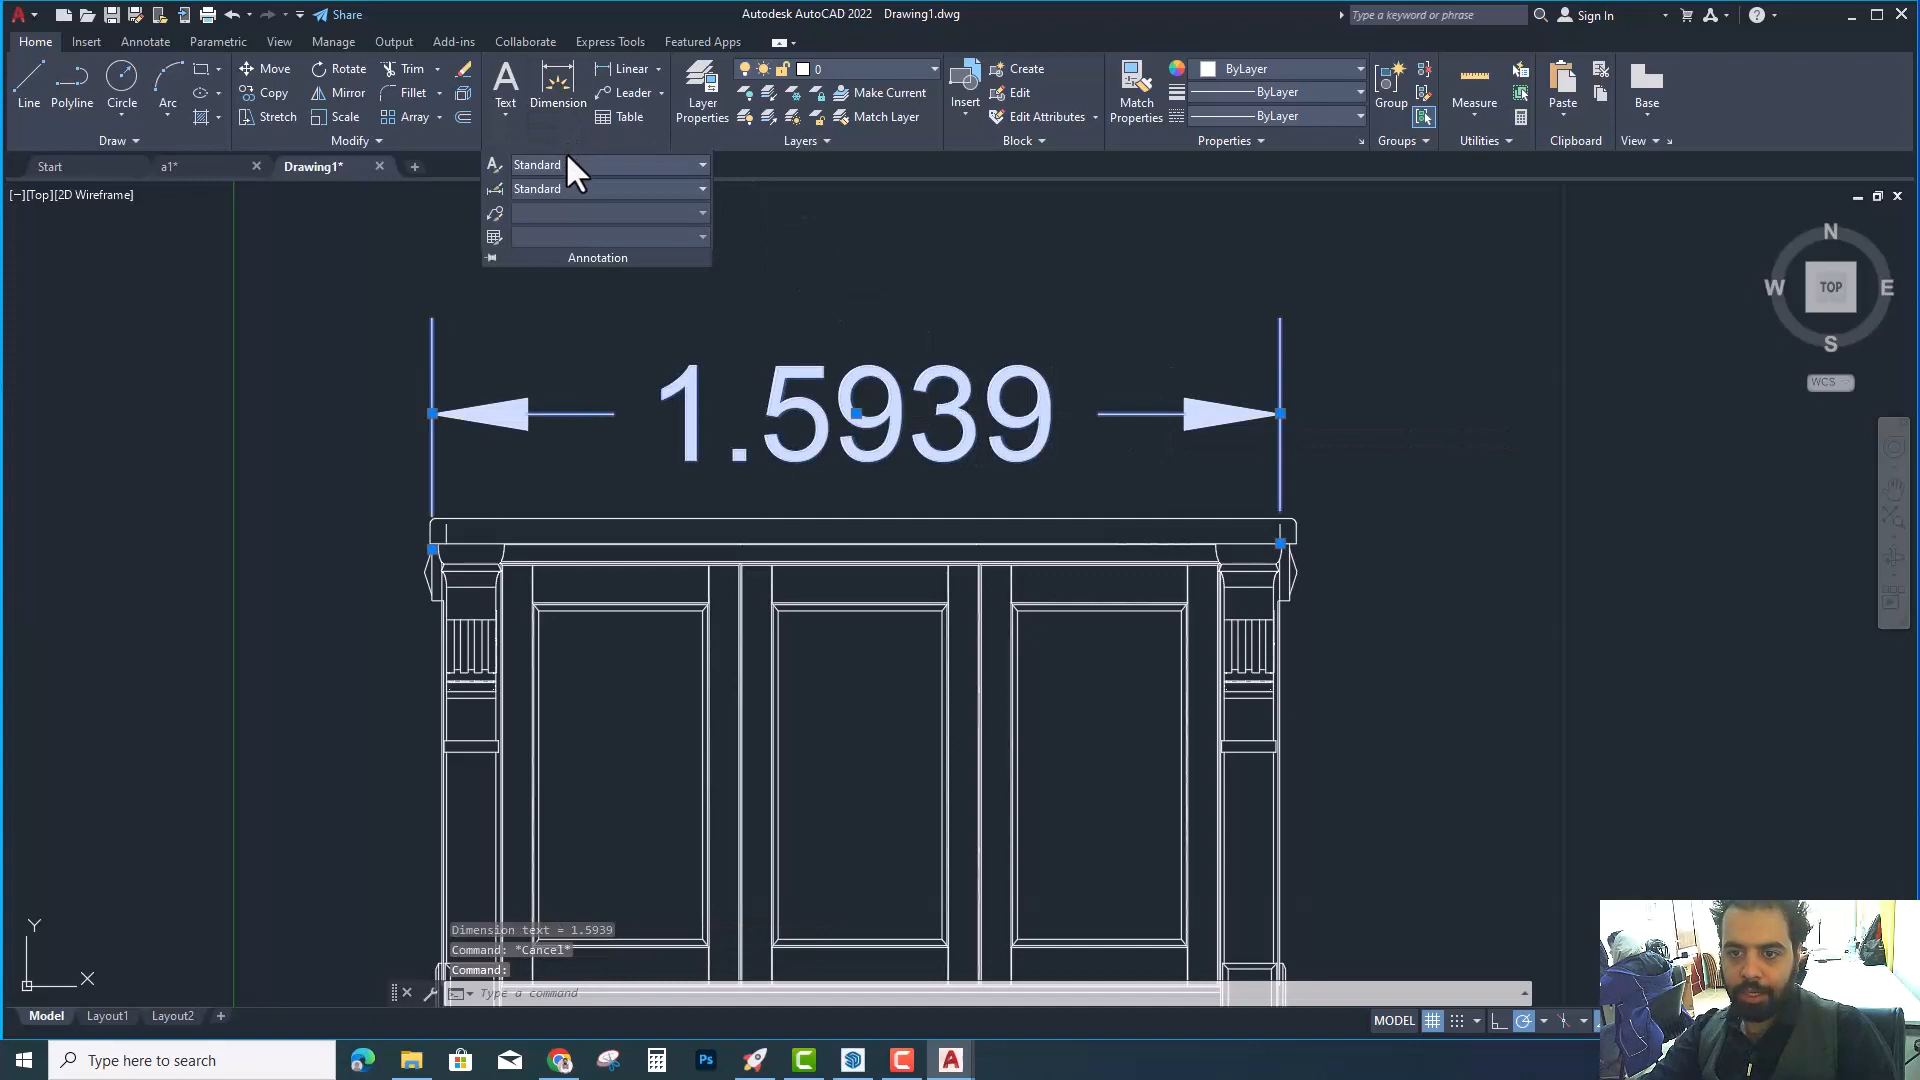 Share
Autodesk AutoCAD 2022 Drawing1.dwg
Type a keyword or phrase
Sign In
Home Insert Annotate Parametric View Manage Output Add-ins Collaborate Express Tools Featured Apps
Line Polyline Circle Arc
Move Rotate Trim
Copy Mirror Fillet
Stretch Scale Array
Text Dimension
Linear
Leader
Table
Layer Properties
0
Make Current
Match Layer
Insert
Create
Edit
Edit Attributes
Match Properties
ByLayer
ByLayer
ByLayer
Group
Measure
Paste
Base
Draw Modify Layers Block Properties Groups Utilities Clipboard View
Start a1* Drawing1*
Standard
Standard
Annotation
[−][Top][2D Wireframe]
N
W TOP E
S
WCS
1.5939
Y
X
Dimension text = 1.5939
Command: *Cancel*
Command:
Type a command
Model Layout1 Layout2
MODEL
Type here to search
Ps